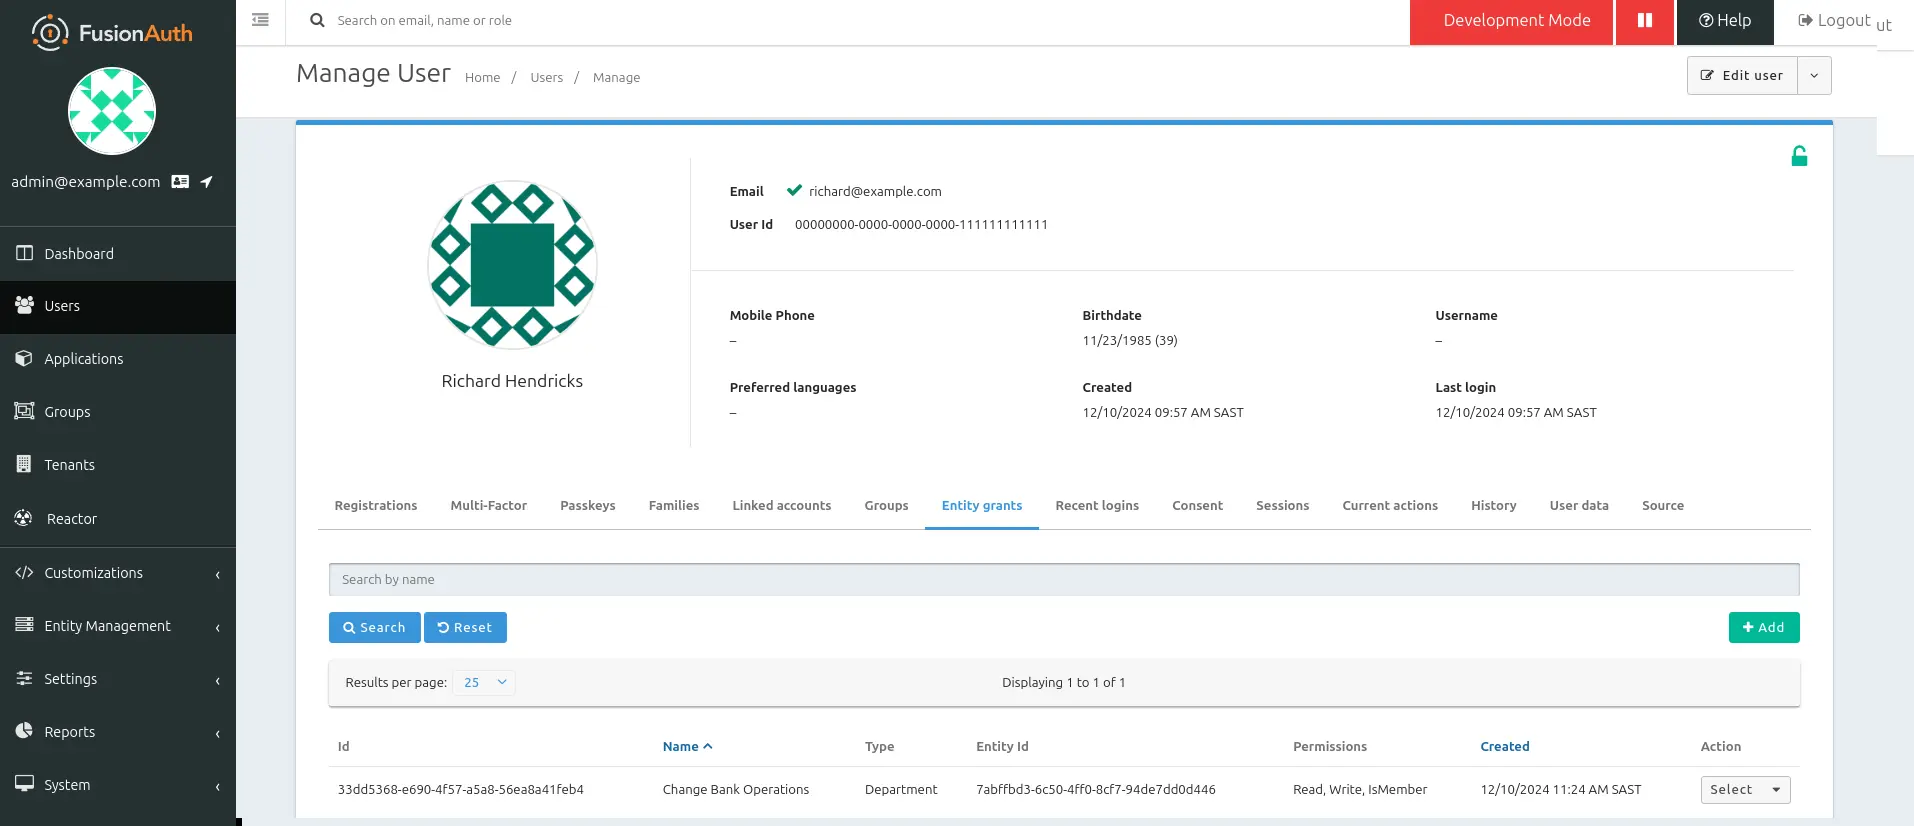 FusionAuth
admin@example.com
Dashboard
Users
Applications
Groups
Tenants
Reactor
Customizations
Entity Management
Settings
Reports
System
Search on email, name or role
Development Mode
Help
Logout
ut
Manage User Home / Users / Manage
Edit user
Richard Hendricks
Email richard@example.com
User Id 00000000-0000-0000-0000-111111111111
Mobile Phone Birthdate Username
– 11/23/1985 (39) –
Preferred languages Created Last login
– 12/10/2024 09:57 AM SAST 12/10/2024 09:57 AM SAST
Registrations Multi-Factor Passkeys Families Linked accounts Groups Entity grants Recent logins Consent Sessions Current actions History User data Source
Search by name
Search Reset Add
Results per page: 25 Displaying 1 to 1 of 1
Id Name Type Entity Id Permissions Created Action
33dd5368-e690-4f57-a5a8-56ea8a41feb4 Change Bank Operations Department 7abffbd3-6c50-4ff0-8cf7-94de7dd0d446 Read, Write, IsMember 12/10/2024 11:24 AM SAST Select